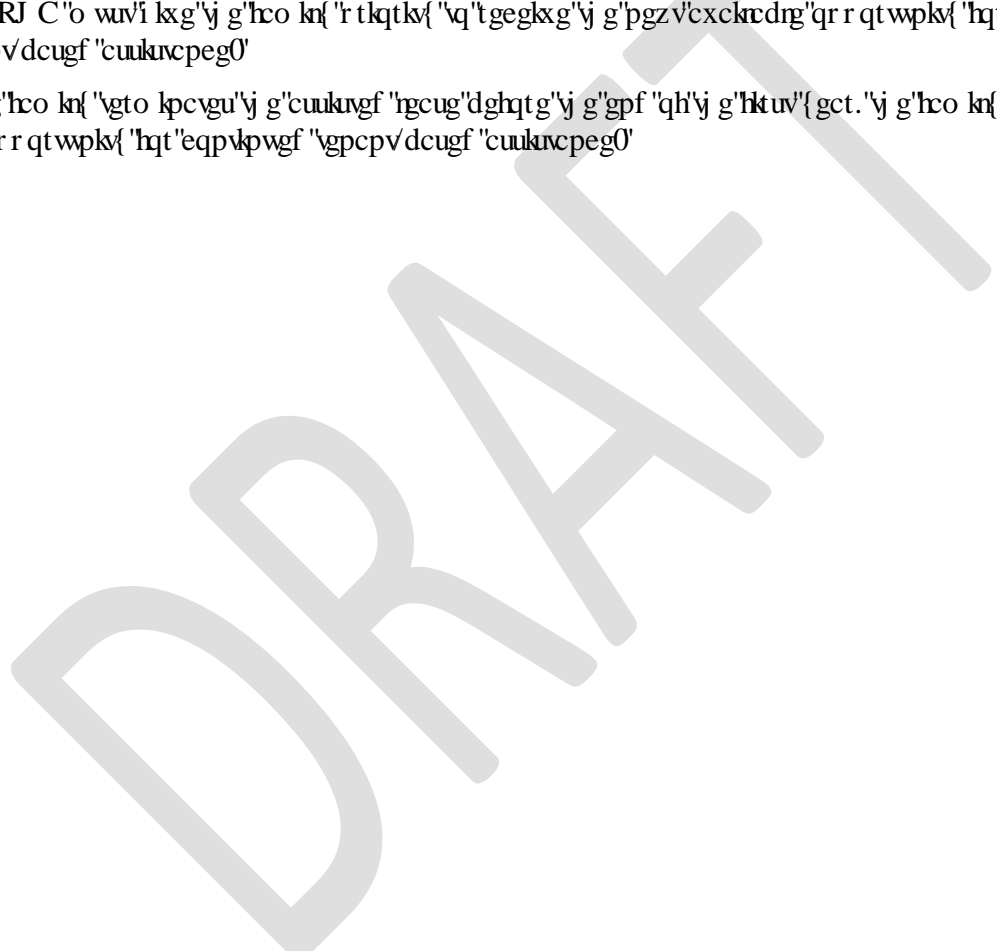 RJ C"o wuv'i kxg"vj g"hco kn{"r tkqtkv{"vq"tgegkxg"vj g"pgzv'cxckncdng"qr r qtwpkv{"hq
v/dcugf "cuukuvcpeg0'
"hco kn{"vgto kpcvgu"vj g"cuukuvgf "ngcug"dghqtg"vj g"gpf "qh'vj g"hktuv'{gct."vj g"hco kn{
r r qtwpkv{"hqt"eqpvkpwgf "vgpcpv/dcugf "cuukuvcpeg0'
DRAFT